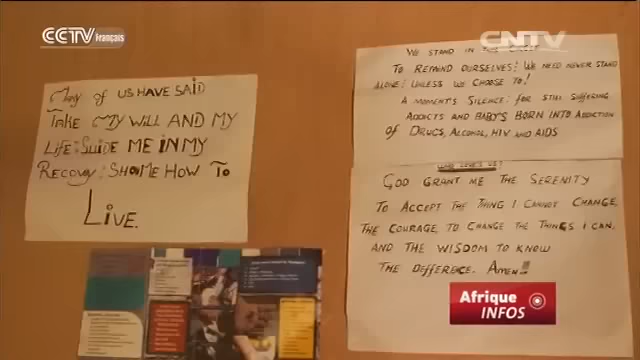 CCTV Français
CNTV
MANY OF US HAVE SAID
TAKE MY WILL AND MY
LIFE: GUIDE ME IN MY
RECOVERY: SHOW ME HOW TO
LIVE.
WE STAND IN THIS
TO REMIND OURSELVES: WE NEED NEVER STAND
ALONE: UNLESS WE CHOOSE TO!
A MOMENT'S SILENCE: FOR STILL SUFFERING
ADDICTS AND BABY'S BORN INTO ADDICTION
OF DRUGS, ALCOHOL, HIV AND AIDS
GOD GRANT ME THE SERENITY
TO ACCEPT THE THING I CANNOT CHANGE,
THE COURAGE, TO CHANGE THE THINGS I CAN,
AND THE WISDOM TO KNOW
THE DIFFERENCE. AMEN!!!
Afrique
INFOS